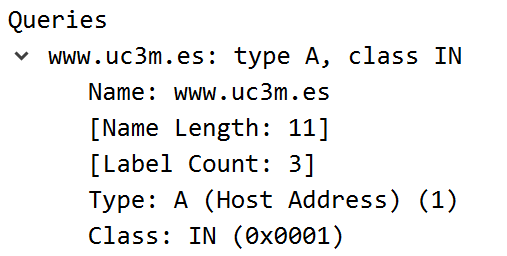 Queries
www.uc3m.es: type A, class IN
Name: www.uc3m.es
[Name Length: 11]
[Label Count: 3]
Type: A (Host Address) (1)
Class: IN (0x0001)